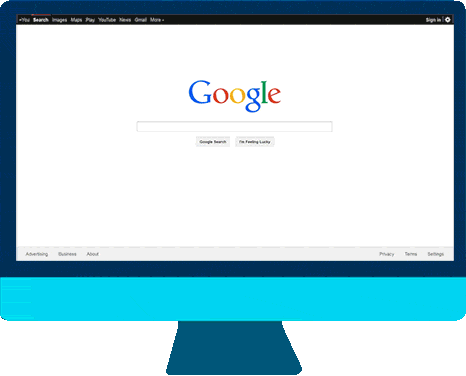 +You Search Images Maps Play YouTube News Gmail More Sign in
Google
Google Search I'm Feeling Lucky
Advertising Business About Privacy Terms Settings